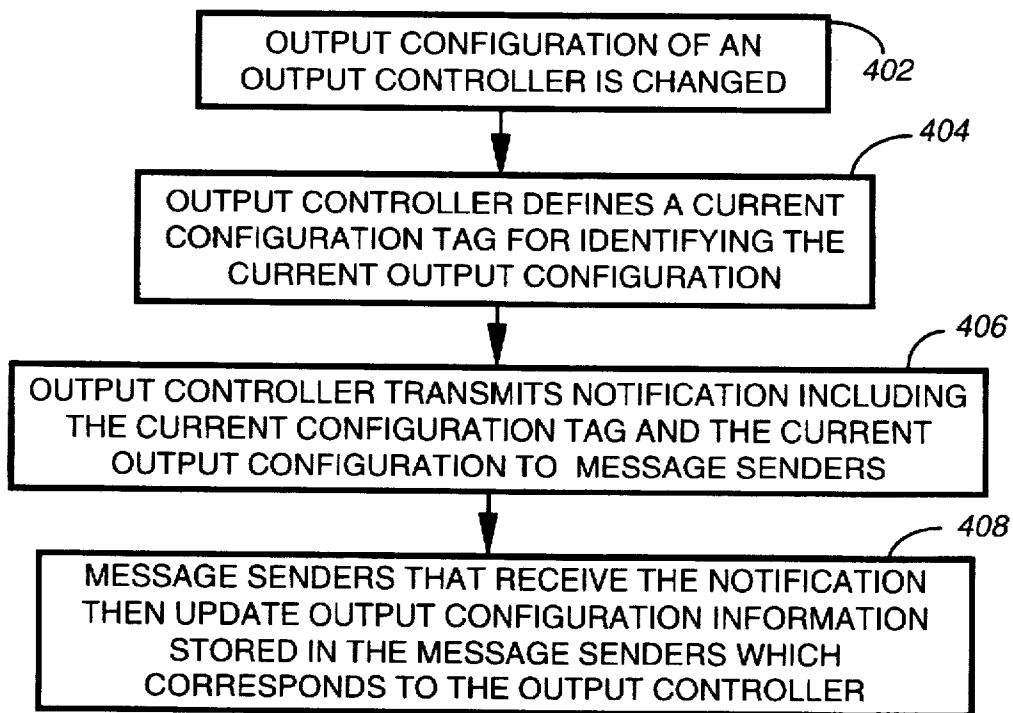 OUTPUT CONFIGURATION OF AN
OUTPUT CONTROLLER IS CHANGED
402
404
OUTPUT CONTROLLER DEFINES A CURRENT
CONFIGURATION TAG FOR IDENTIFYING THE
CURRENT OUTPUT CONFIGURATION
406
OUTPUT CONTROLLER TRANSMITS NOTIFICATION INCLUDING
THE CURRENT CONFIGURATION TAG AND THE CURRENT
OUTPUT CONFIGURATION TO MESSAGE SENDERS
408
MESSAGE SENDERS THAT RECEIVE THE NOTIFICATION
THEN UPDATE OUTPUT CONFIGURATION INFORMATION
STORED IN THE MESSAGE SENDERS WHICH
CORRESPONDS TO THE OUTPUT CONTROLLER